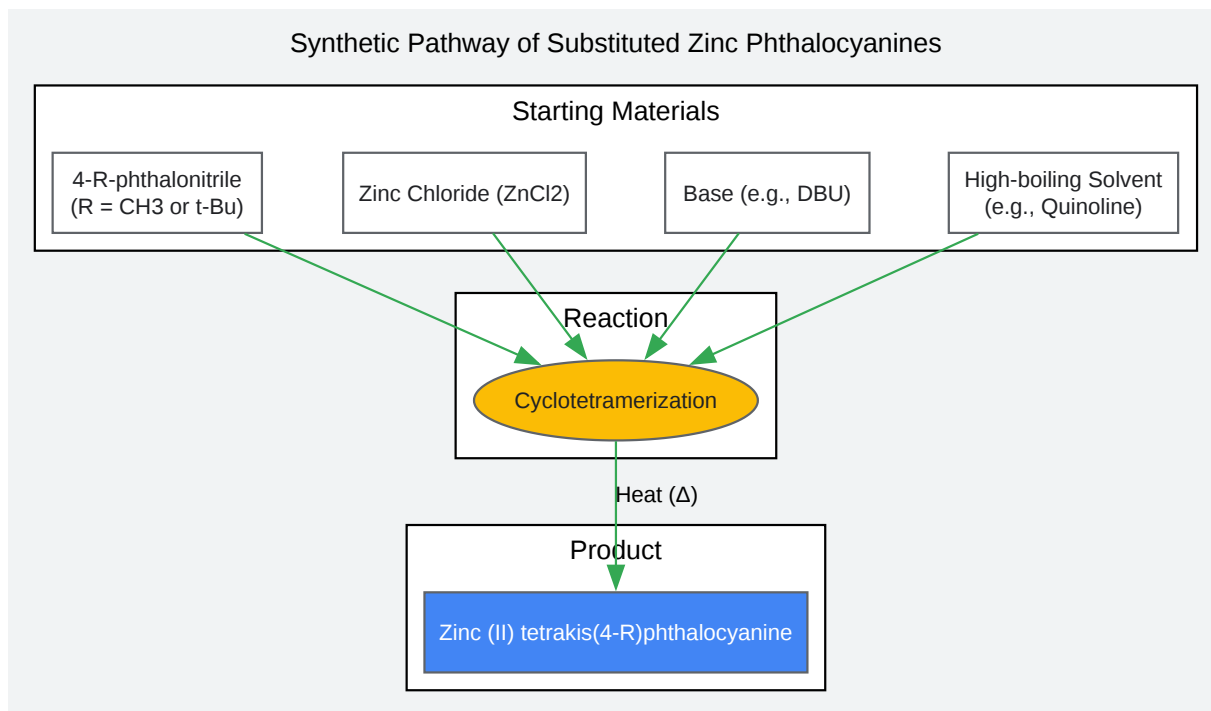 Synthetic Pathway of Substituted Zinc Phthalocyanines
Starting Materials
4-R-phthalonitrile
(R = CH3 or t-Bu)
Zinc Chloride (ZnCl2)
Base (e.g., DBU)
High-boiling Solvent
(e.g., Quinoline)
Reaction
Cyclotetramerization
Heat (Δ)
Product
Zinc (II) tetrakis(4-R)phthalocyanine